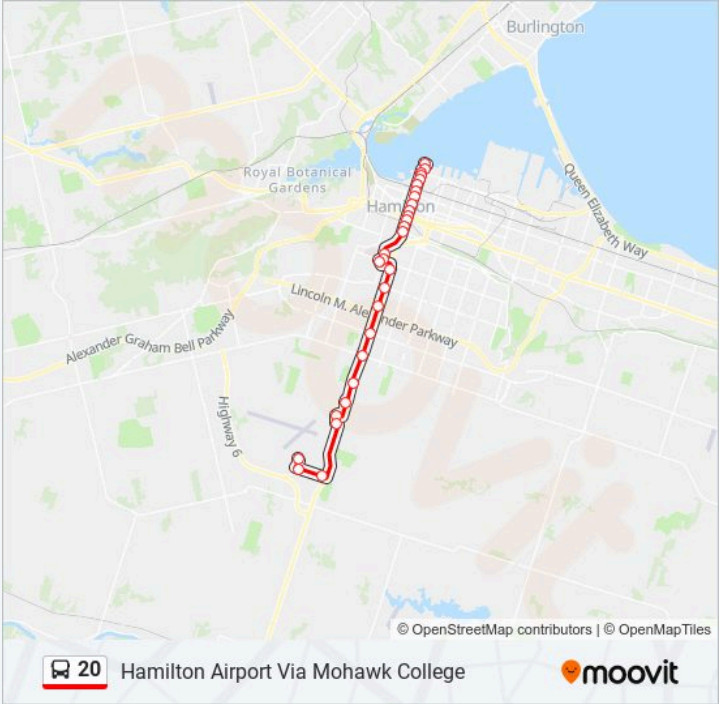 Burlington
Royal Botanical
Gardens
Hamilton
Queen Elizabeth Way
Lincoln M. Alexander Parkway
Alexander Graham Bell Parkway
Highway 6
© OpenStreetMap contributors | © OpenMapTiles
20 Hamilton Airport Via Mohawk College
moovit